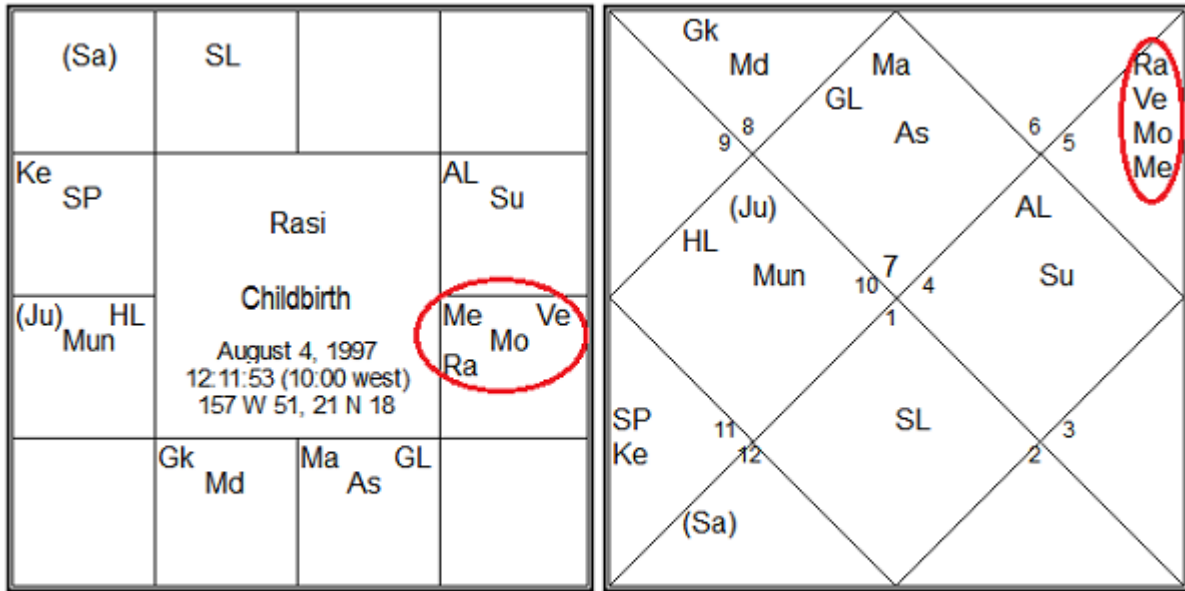 (Sa) SL
Ke SP
AL Su
Rasi
Childbirth
August 4, 1997
12:11:53 (10:00 west)
157 W 51, 21 N 18
(Ju) HL
Mun
Me Ve
Mo
Ra
Gk
Md
Ma GL
As
Gk
Md
Ma
GL
As
Ra
Ve
Mo
Me
8
9
6
5
(Ju)
HL
Mun
AL
Su
7
10
4
1
SP
Ke
SL
11
12
3
2
(Sa)